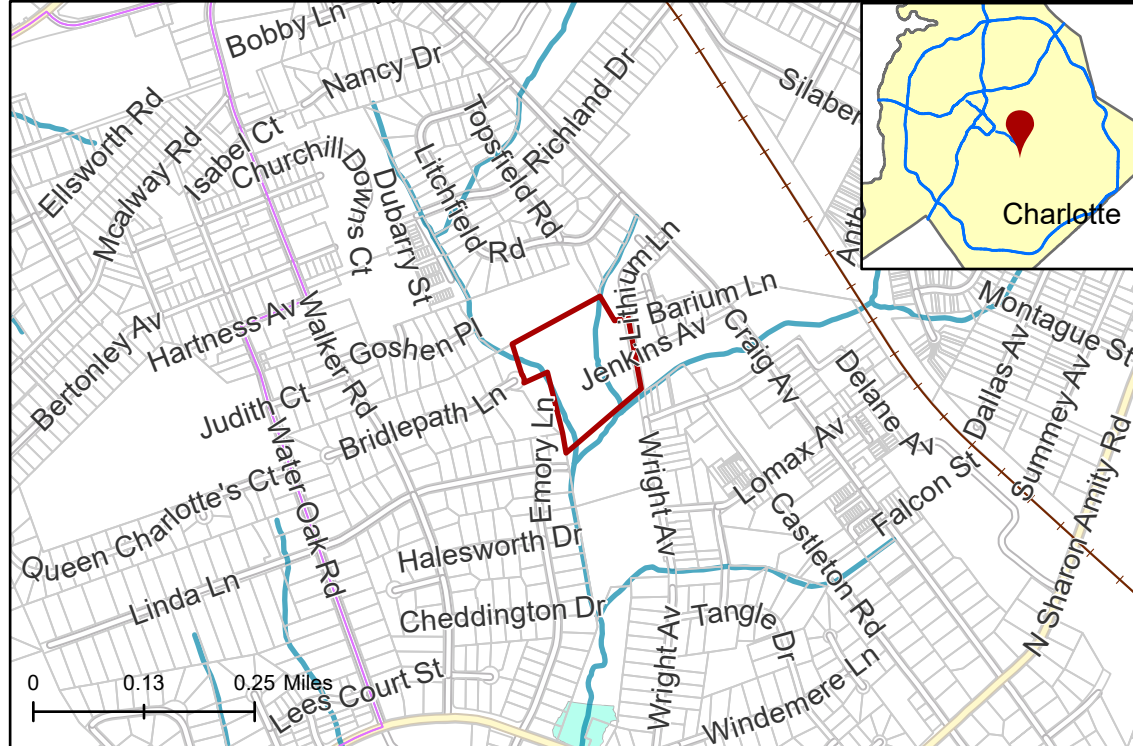 Bobby Ln
Nancy Dr
Silaber
Ellsworth Rd
Mcalway Rd
Isabel Ct
Churchill
Downs Ct
Dubarry St
Litchfield
Rd
Topsfield Rd
Richland Dr
Antb
Charlotte
Lithium Ln
Barium Ln
Jenkins Av
Craig Av
Montague St
Bertonley Av
Hartness Av
Walker Rd
Goshen Pl
Judith Ct
Bridlepath Ln
Emory Ln
Wright Av
Delane Av
Dallas Av
Summey Av
N Sharon Amity Rd
Lomax Av
Falcon St
Castleton Rd
Queen Charlotte's Ct
Water Oak Rd
Linda Ln
Halesworth Dr
Cheddington Dr
Wright Av
Tangle Dr
Windemere Ln
Lees Court St
0 0.13 0.25 Miles